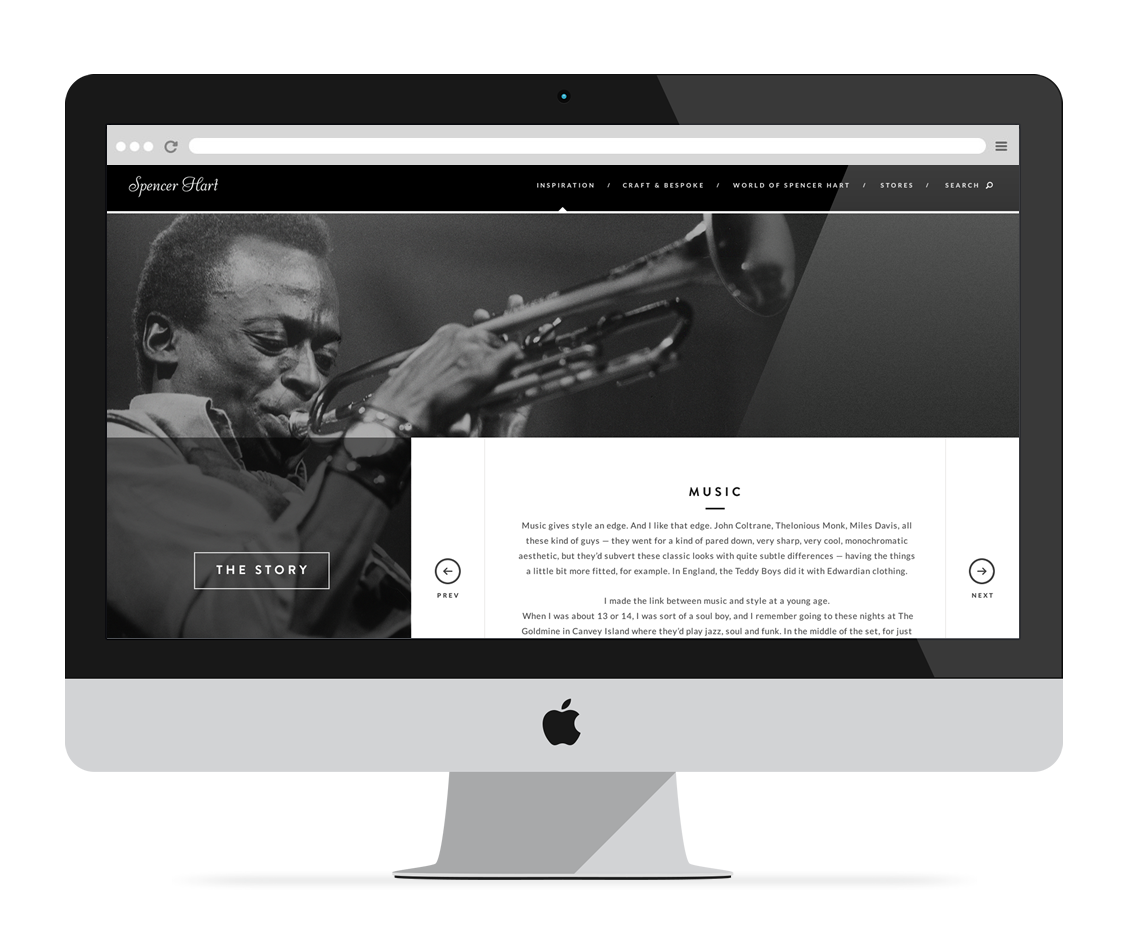 Spencer Hart
INSPIRATION / CRAFT & BESPOKE / WORLD OF SPENCER HART / STORES / SEARCH
THE STORY
PREV
MUSIC
Music gives style an edge. And I like that edge. John Coltrane, Thelonious Monk, Miles Davis, all
these kind of guys — they went for a kind of pared down, very sharp, very cool, monochromatic
aesthetic, but they'd subvert these classic looks with quite subtle differences — having the things
a little bit more fitted, for example. In England, the Teddy Boys did it with Edwardian clothing.
I made the link between music and style at a young age.
When I was about 13 or 14, I was sort of a soul boy, and I remember going to these nights at The
Goldmine in Canvey Island where they'd play jazz, soul and funk. In the middle of the set, for just
NEXT